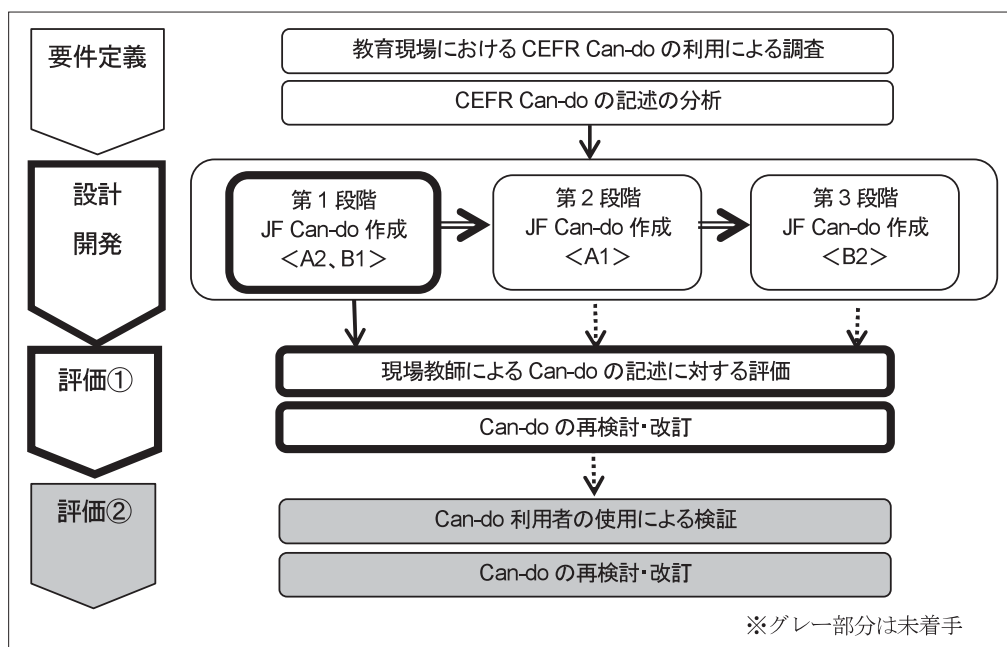 要件定義
教育現場における CEFR Can-do の利用による調査
CEFR Can-do の記述の分析
設計
開発
第1段階
JF Can-do 作成
<A2、B1>
第2段階
JF Can-do 作成
<A1>
第3段階
JF Can-do 作成
<B2>
評価①
現場教師による Can-do の記述に対する評価
Can-do の再検討・改訂
評価②
Can-do 利用者の使用による検証
Can-do の再検討・改訂
※グレー部分は未着手